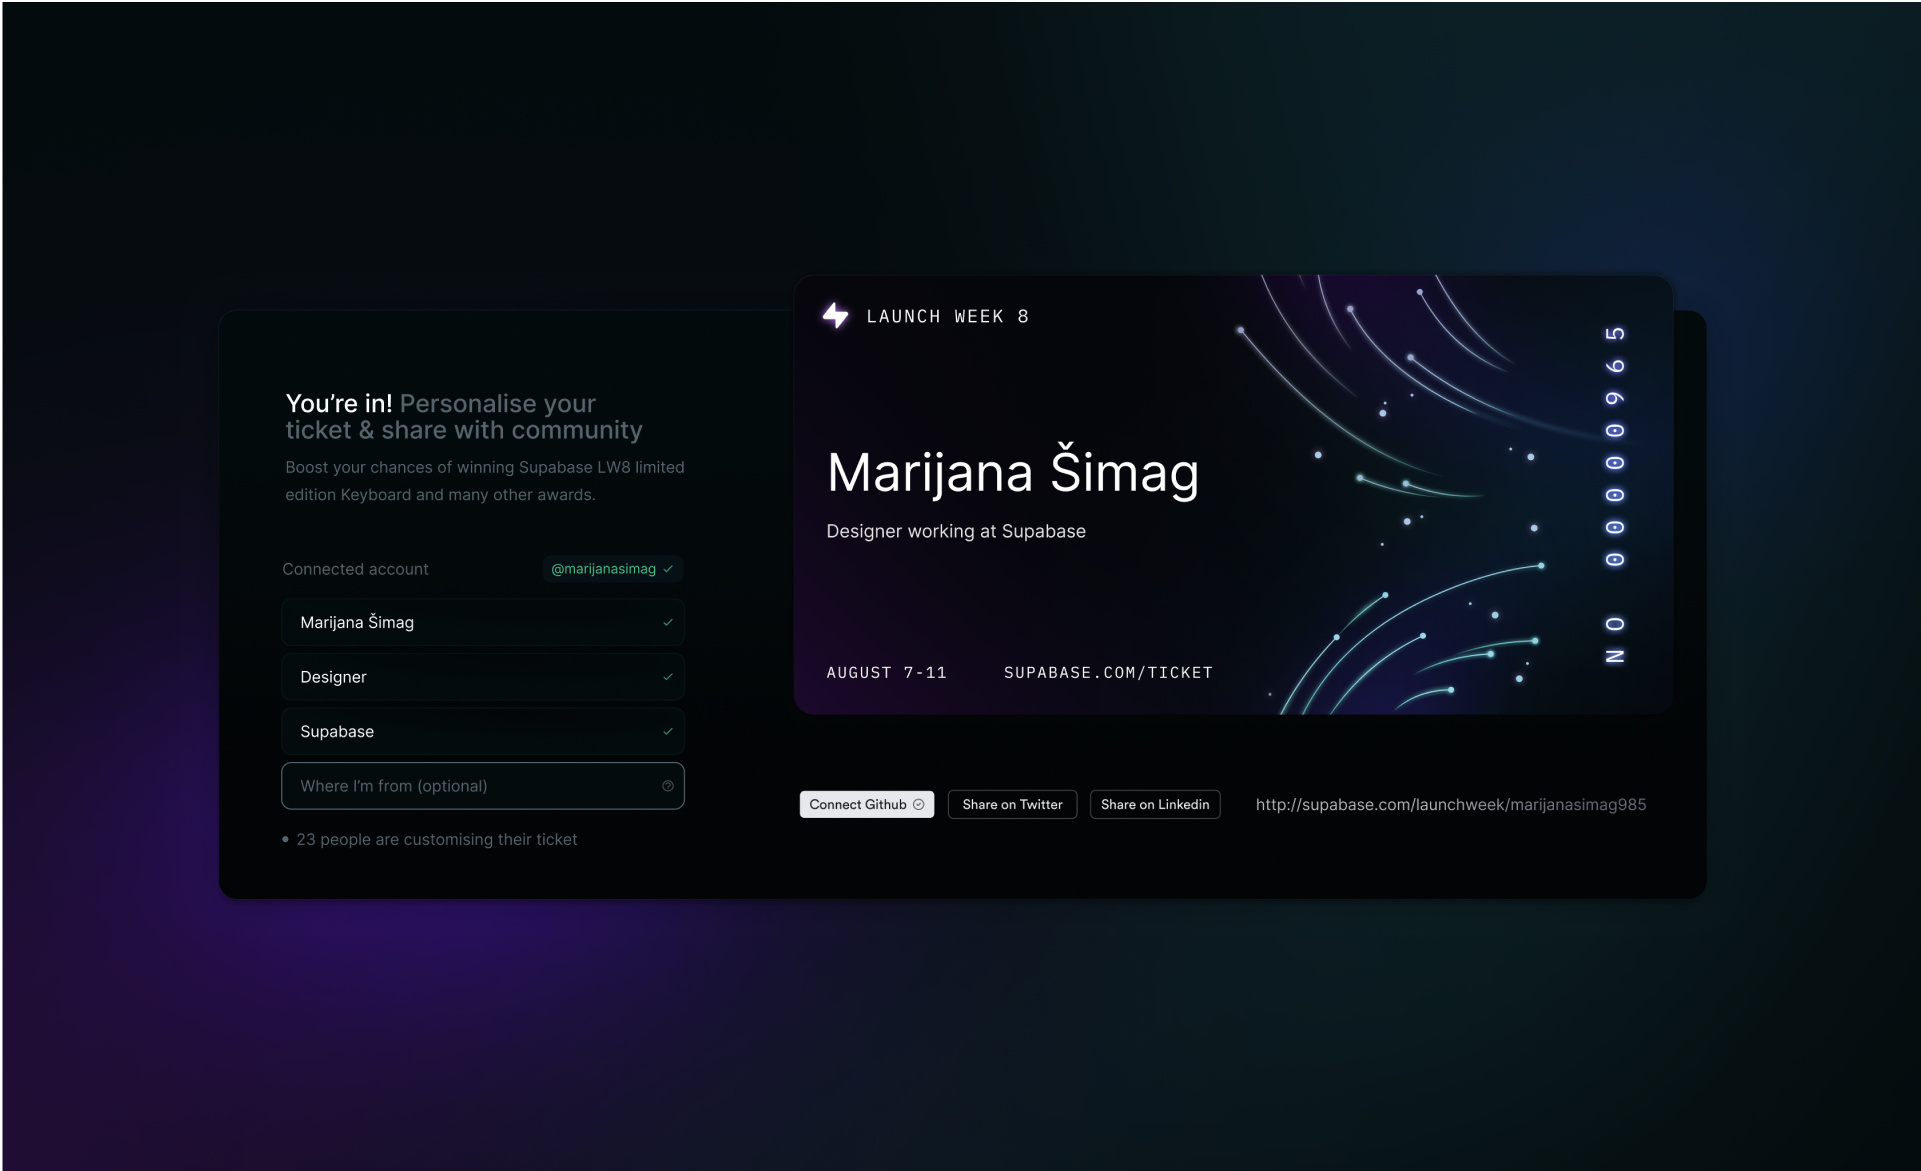 You're in! Personalise your
ticket & share with community
Boost your chances of winning Supabase LW8 limited
edition Keyboard and many other awards.
Connected account
@marijanasimag
Marijana Šimag
Designer
Supabase
Where I'm from (optional)
23 people are customising their ticket
LAUNCH WEEK 8
Marijana Šimag
Designer working at Supabase
AUGUST 7-11 SUPABASE.COM/TICKET
NO 00000965
Connect Github
Share on Twitter
Share on Linkedin
http://supabase.com/launchweek/marijanasimag985